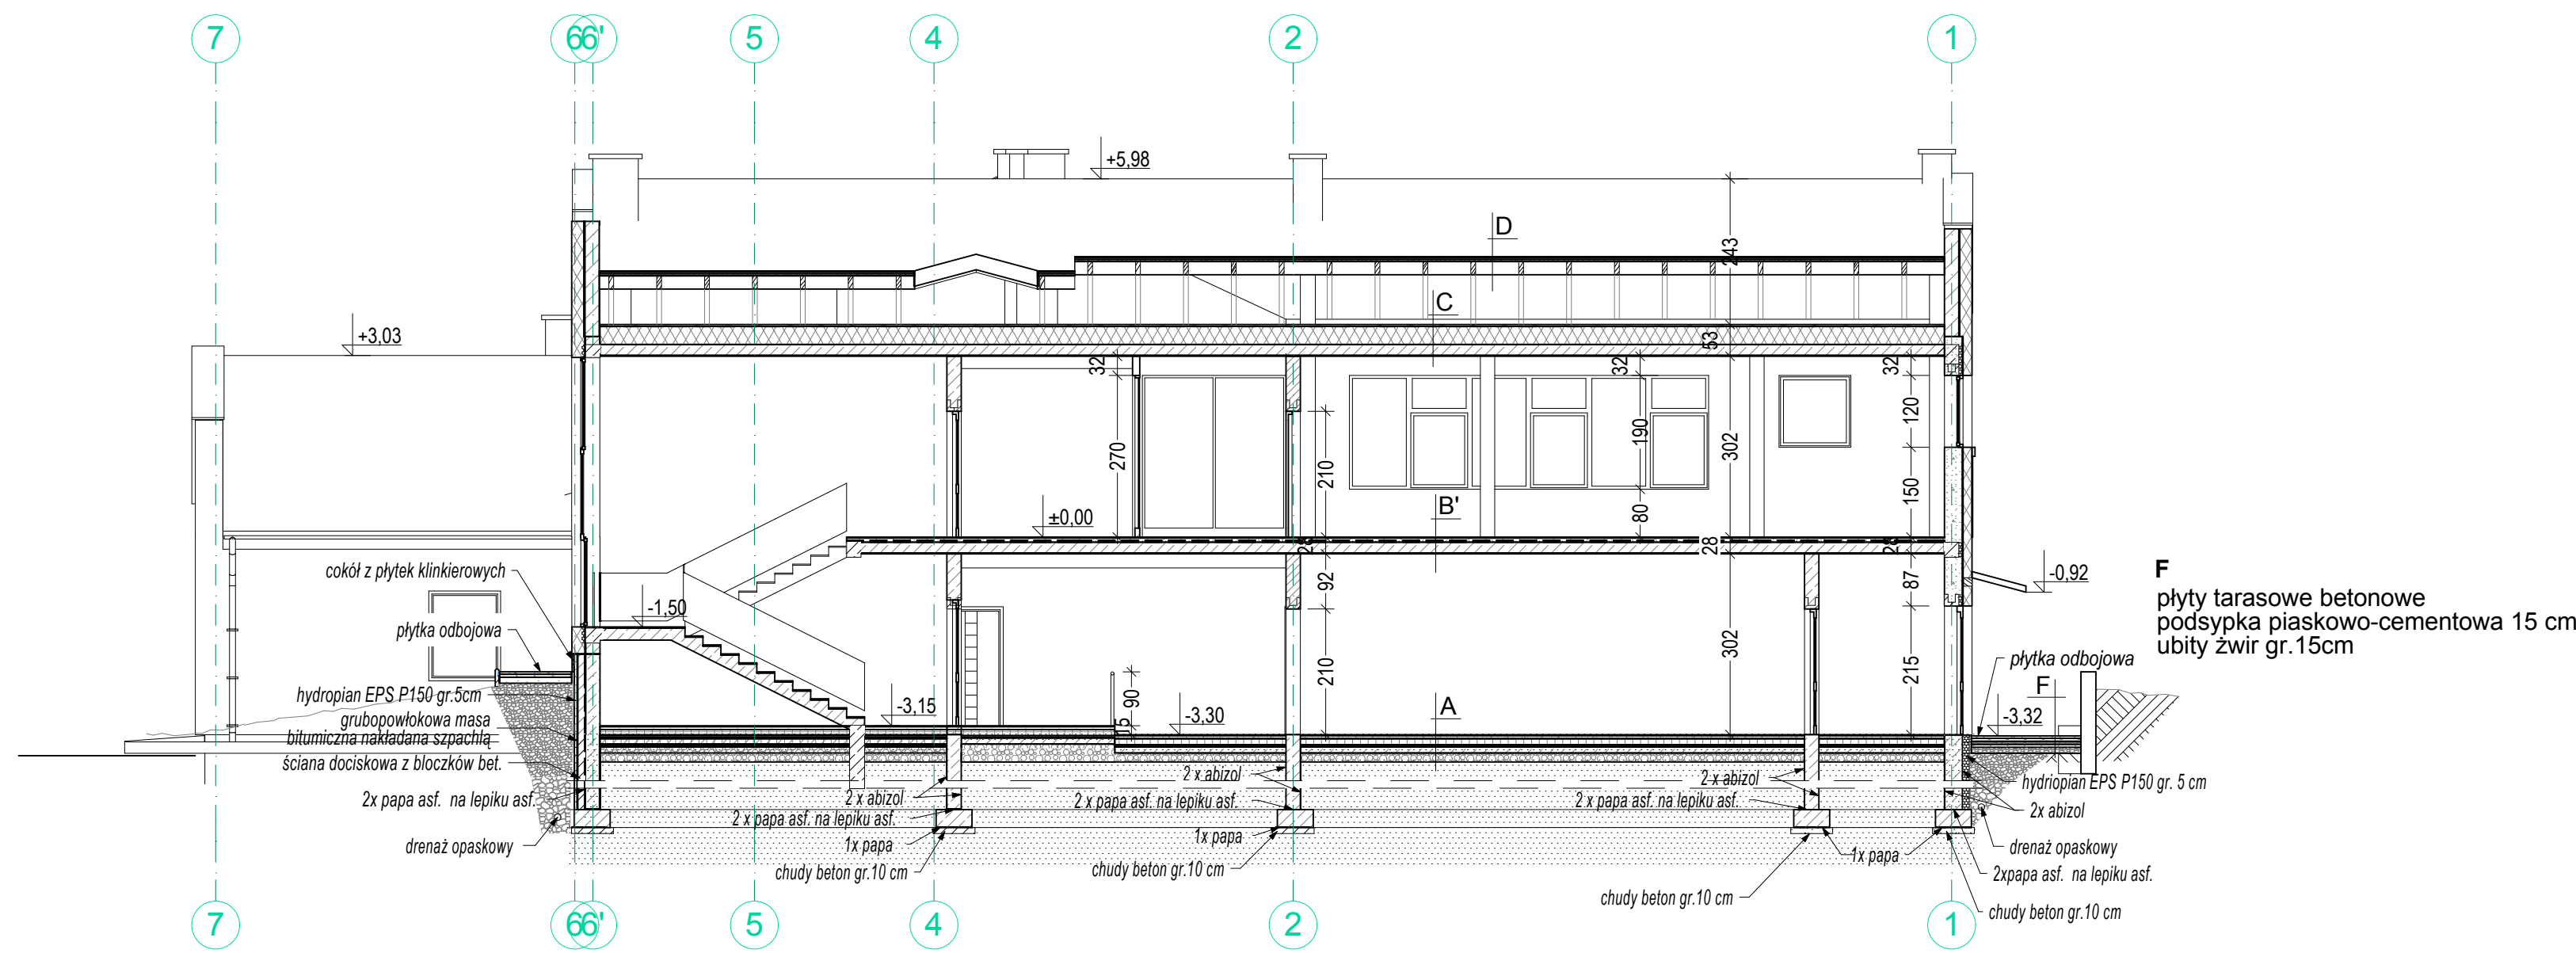 7
6
6'
5
4
2
1
+5,98
D
243
C
+3,03
53
32
32
32
120
270
210
190
302
150
B'
80
±0,00
28
28
28
cokół z płytek klinkierowych
-0,92
F
płyty tarasowe betonowe
podsypka piaskowo-cementowa 15 cm
ubity żwir gr.15cm
92
87
-1,50
płytka odbojowa
302
210
215
płytka odbojowa
hydropian EPS P150 gr.5cm
90
F
grubopowłokowa masa
bitumiczna nakładana szpachlą
-3,15
15
-3,30
A
-3,32
ściana dociskowa z bloczków bet.
2x papa asf. na lepiku asf.
2 x abizol
2 x papa asf. na lepiku asf.
2 x abizol
2 x papa asf. na lepiku asf.
2 x abizol
2 x papa asf. na lepiku asf.
hydriopian EPS P150 gr. 5 cm
2x abizol
drenaż opaskowy
1x papa
chudy beton gr.10 cm
1x papa
chudy beton gr.10 cm
1x papa
chudy beton gr.10 cm
drenaż opaskowy
2xpapa asf. na lepiku asf.
chudy beton gr.10 cm
7
6
6'
5
4
2
1